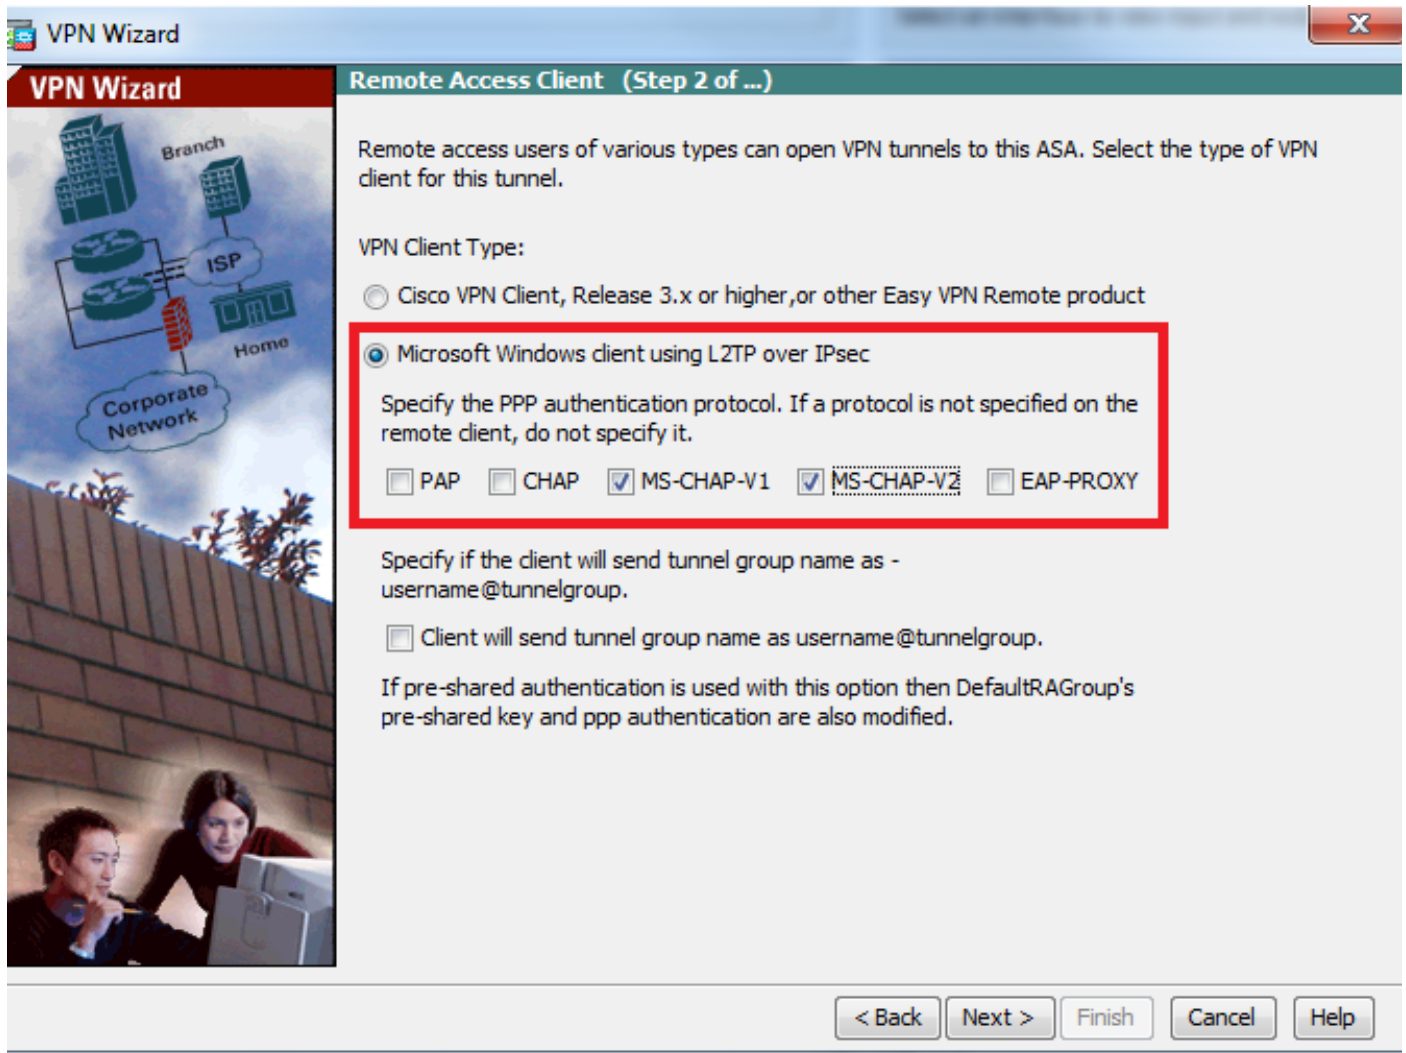 VPN Wizard
VPN Wizard
Branch
ISP
Home
Corporate
Network
Remote Access Client (Step 2 of ...)
Remote access users of various types can open VPN tunnels to this ASA. Select the type of VPN
client for this tunnel.
VPN Client Type:
Cisco VPN Client, Release 3.x or higher,or other Easy VPN Remote product
Microsoft Windows client using L2TP over IPsec
Specify the PPP authentication protocol. If a protocol is not specified on the
remote client, do not specify it.
PAP CHAP MS-CHAP-V1 MS-CHAP-V2 EAP-PROXY
Specify if the client will send tunnel group name as -
username@tunnelgroup.
Client will send tunnel group name as username@tunnelgroup.
If pre-shared authentication is used with this option then DefaultRAGroup's
pre-shared key and ppp authentication are also modified.
< Back Next > Finish Cancel Help